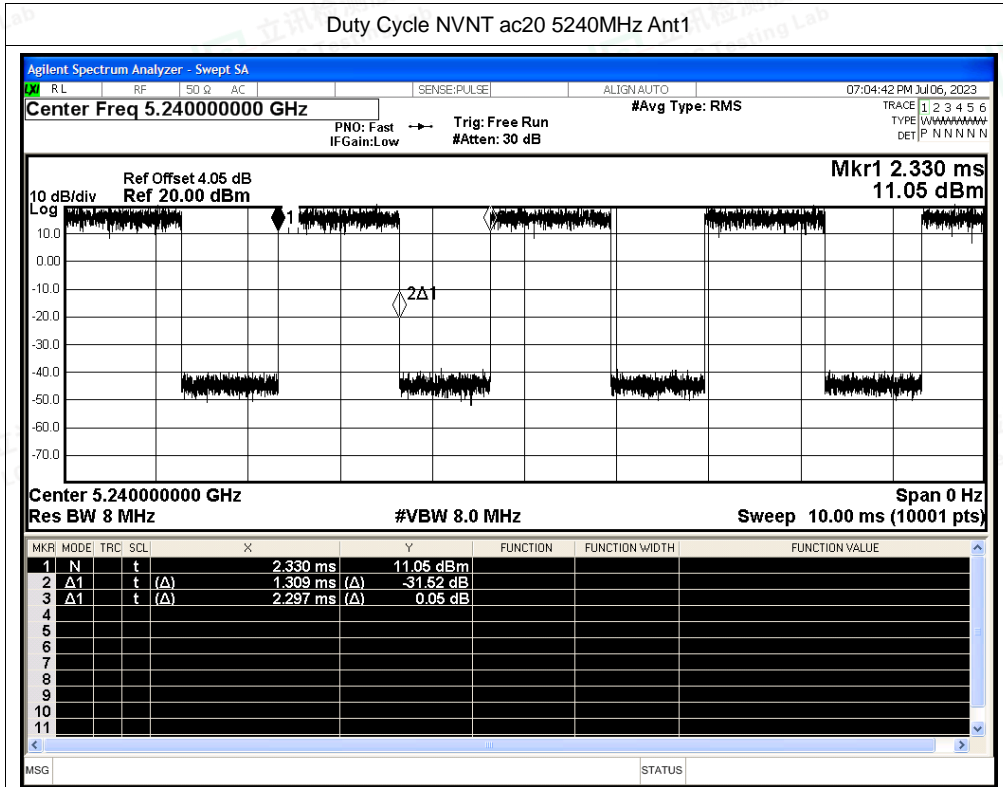 Duty Cycle NVNT ac20 5240MHz Ant1
Agilent Spectrum Analyzer - Swept SA
LXI RL RF 50 Ω AC SENSE:PULSE ALIGN AUTO 07:04:42 PM Jul 06, 2023
Center Freq 5.240000000 GHz #Avg Type: RMS TRACE 1 2 3 4 5 6
PNO: Fast Trig: Free Run TYPE WWWWWW
IFGain:Low #Atten: 30 dB DET P N N N N N
Mkr1 2.330 ms
Ref Offset 4.05 dB
10 dB/div Ref 20.00 dBm 11.05 dBm
Log
1
10.0
0.00
-10.0
2Δ1
-20.0
-30.0
-40.0
-50.0
-60.0
-70.0
Center 5.240000000 GHz Span 0 Hz
Res BW 8 MHz #VBW 8.0 MHz Sweep 10.00 ms (10001 pts)
MKR MODE TRC SCL X Y FUNCTION FUNCTION WIDTH FUNCTION VALUE
1 N t 2.330 ms 11.05 dBm
2 Δ1 t (Δ) 1.309 ms (Δ) -31.52 dB
3 Δ1 t (Δ) 2.297 ms (Δ) 0.05 dB
4
5
6
7
8
9
10
11
MSG STATUS